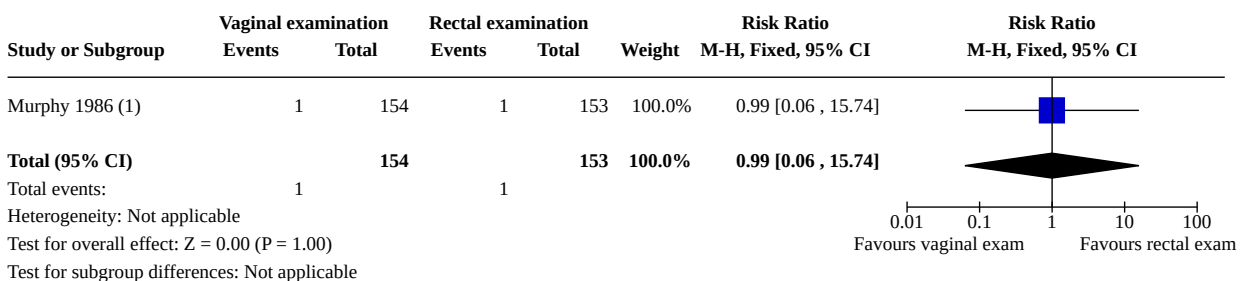 Vaginal examination Rectal examination Risk Ratio Risk Ratio
Study or Subgroup Events Total Events Total Weight M-H, Fixed, 95% CI M-H, Fixed, 95% CI
Murphy 1986 (1) 1 154 1 153 100.0% 0.99 [0.06 , 15.74]
Total (95% CI) 154 153 100.0% 0.99 [0.06 , 15.74]
Total events: 1 1
Heterogeneity: Not applicable 0.01 0.1 1 10 100
Test for overall effect: Z = 0.00 (P = 1.00) Favours vaginal exam Favours rectal exam
Test for subgroup differences: Not applicable